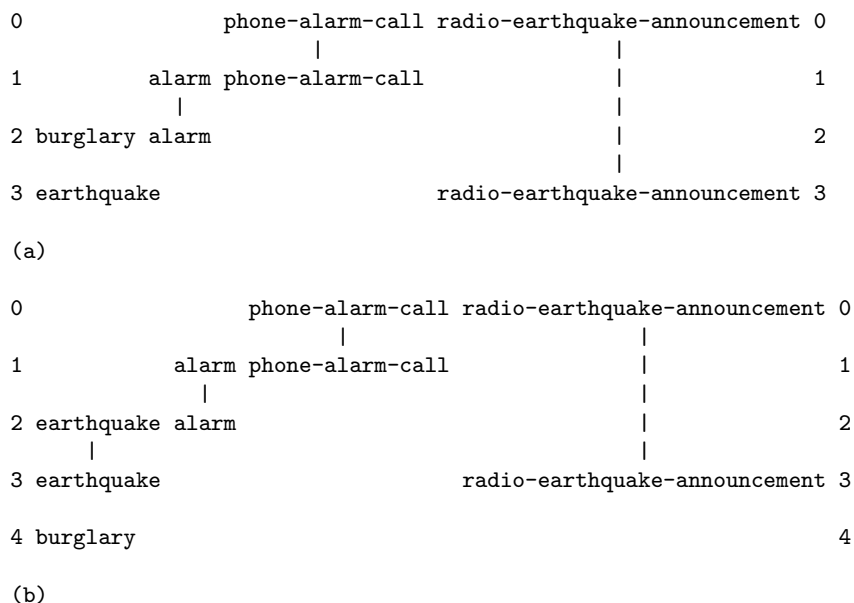 0 phone-alarm-call radio-earthquake-announcement 0
1 alarm phone-alarm-call 1
2 burglary alarm 2
3 earthquake radio-earthquake-announcement 3
(a)
0 phone-alarm-call radio-earthquake-announcement 0
1 alarm phone-alarm-call 1
2 earthquake alarm 2
3 earthquake radio-earthquake-announcement 3
4 burglary 4
(b)